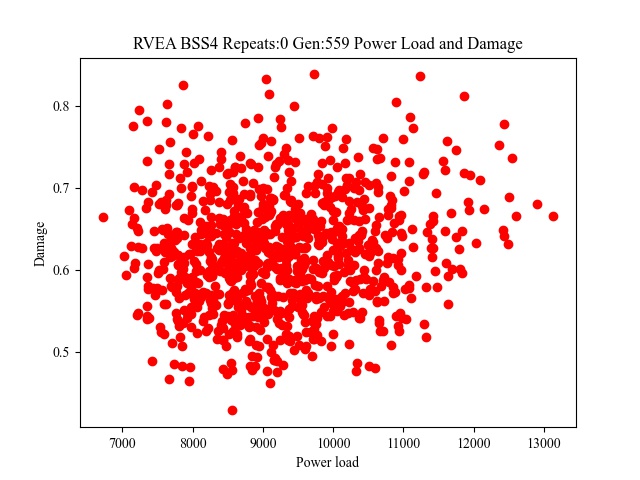 RVEA BSS4 Repeats:0 Gen:559 Power Load and Damage
0.8
0.7
0.6
0.5
Damage
7000 8000 9000 10000 11000 12000 13000
Power load